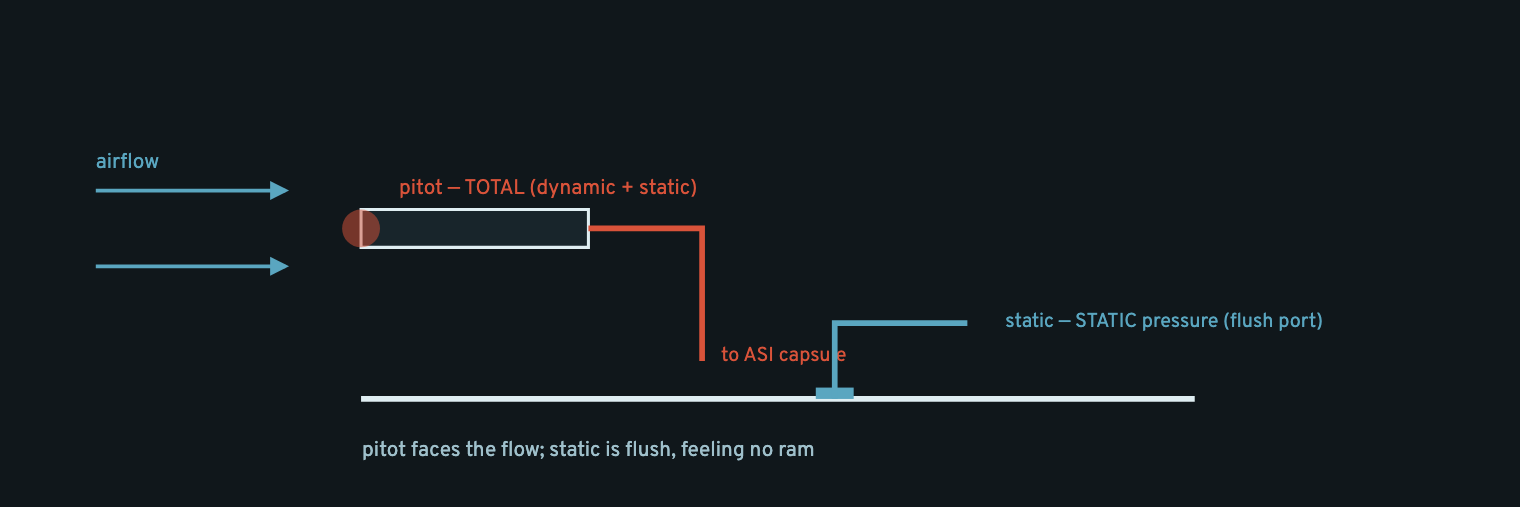 airflow
pitot – TOTAL (dynamic + static)
static – STATIC pressure (flush port)
to ASI capsule
pitot faces the flow; static is flush, feeling no ram